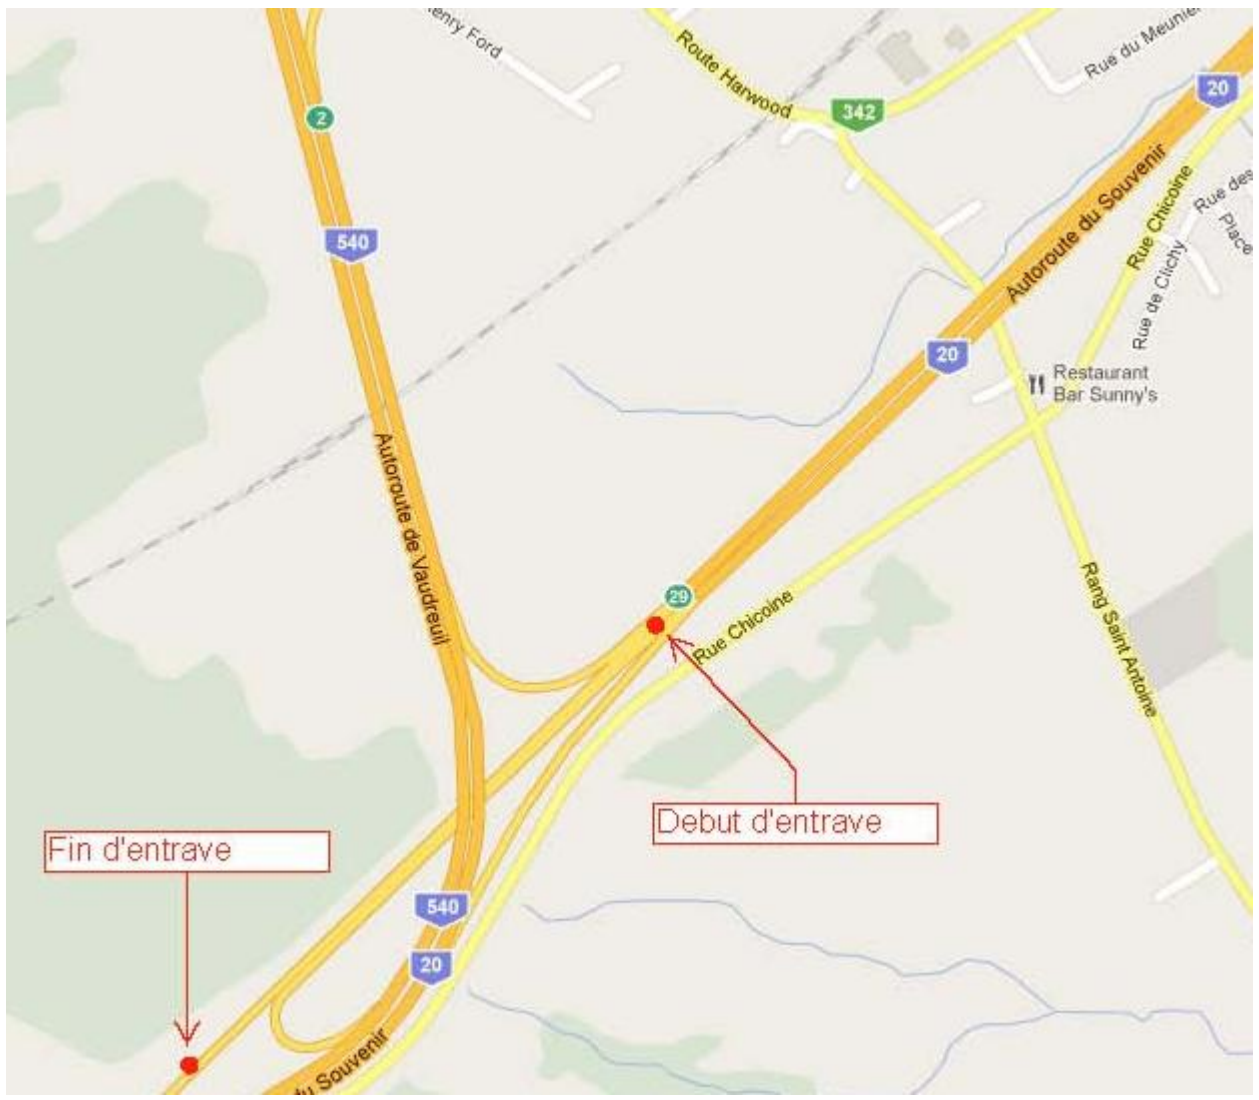 enry Ford
Route Harwood
Rue du Meunier
342
20
2
540
Autoroute du Souvenir
Rue Chicoine
Rue des
Place
Rue de Clichy
20
Restaurant
Bar Sunny's
Autoroute de Vaudreuil
29
Rue Chicoine
Rang Saint Antoine
Debut d'entrave
Fin d'entrave
540
20
du Souvenir